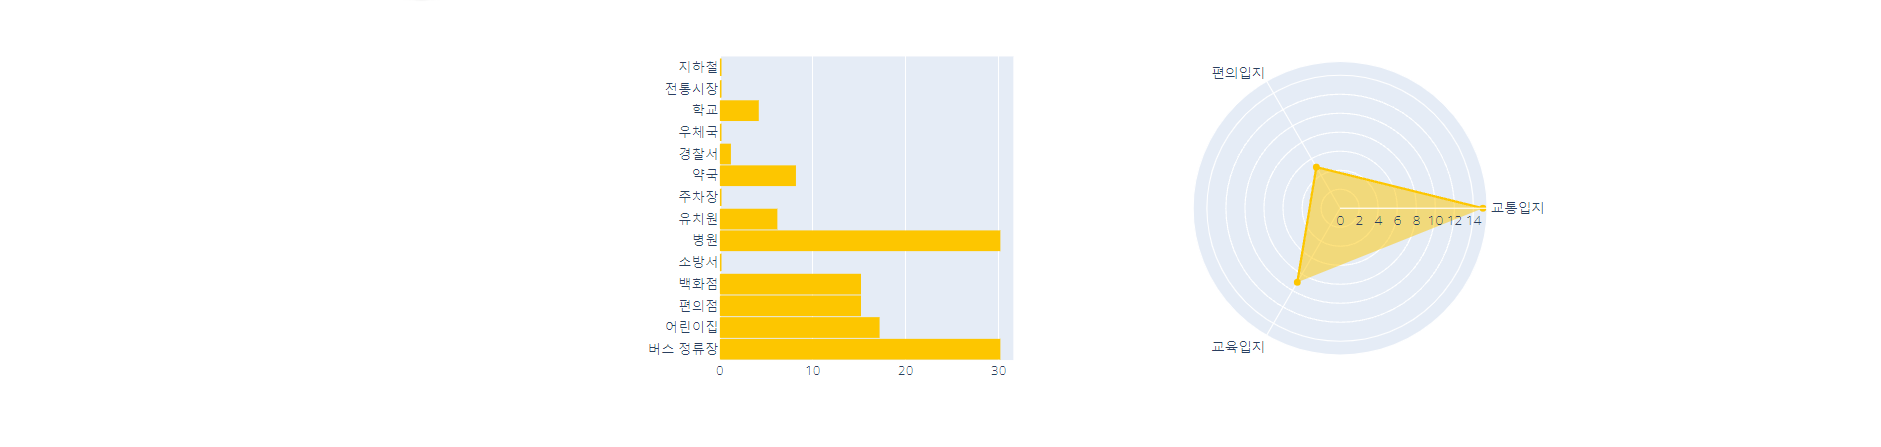 지하철
전통시장
학교
우체국
경찰서
약국
주차장
유치원
병원
소방서
백화점
편의점
어린이집
버스 정류장
0 10 20 30
편의입지
교통입지
0 2 4 6 8 10 12 14
교육입지